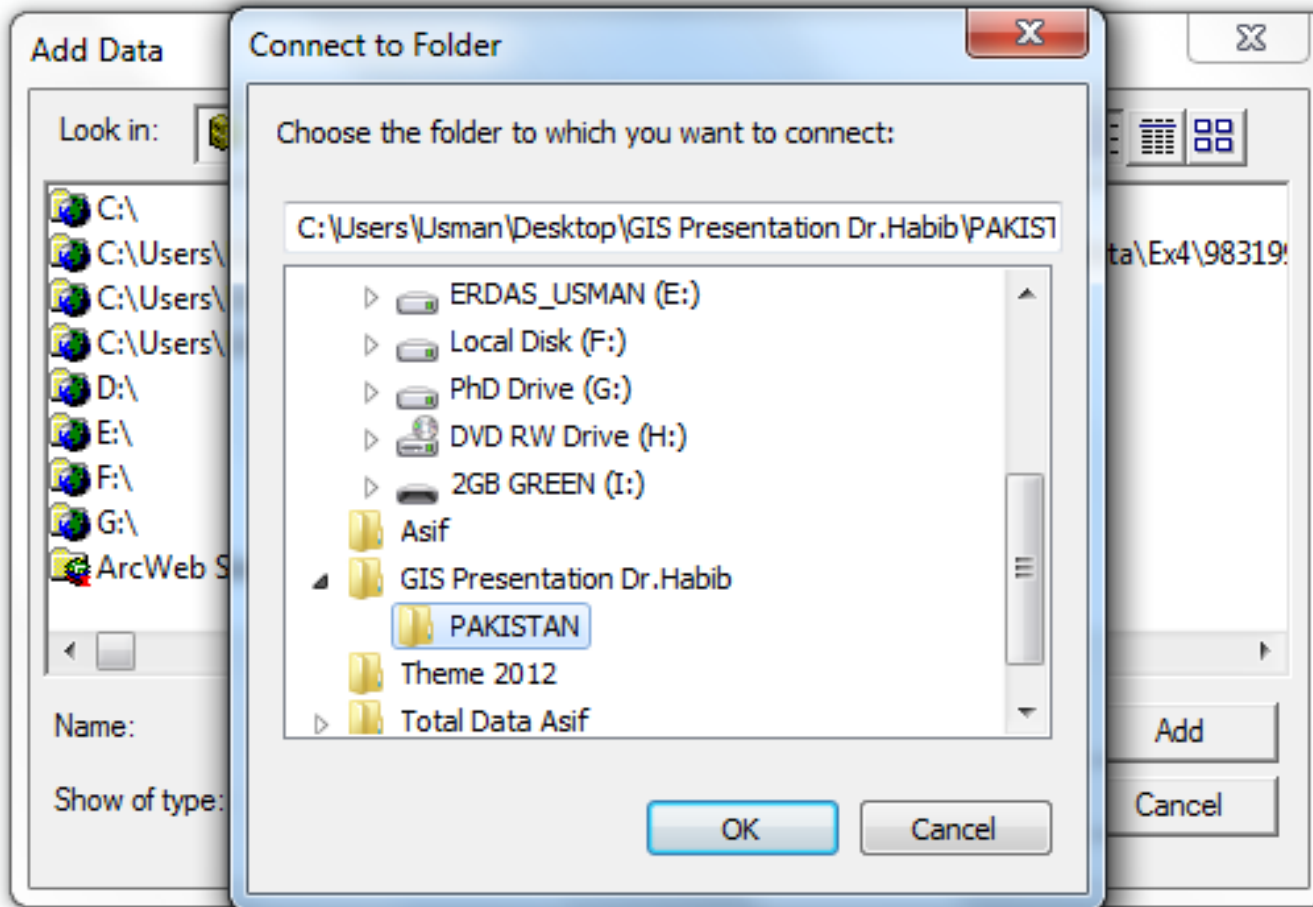 Add Data
Look in:
C:\
C:\Users\
C:\Users\
C:\Users\
D:\
E:\
F:\
G:\
ArcWeb S
Name:
Show of type:
Connect to Folder
Choose the folder to which you want to connect:
C:\Users\Usman\Desktop\GIS Presentation Dr.Habib\PAKIST
ERDAS_USMAN (E:)
Local Disk (F:)
PhD Drive (G:)
DVD RW Drive (H:)
2GB GREEN (I:)
Asif
GIS Presentation Dr.Habib
PAKISTAN
Theme 2012
Total Data Asif
OK
Cancel
ta\Ex4\983199
Add
Cancel